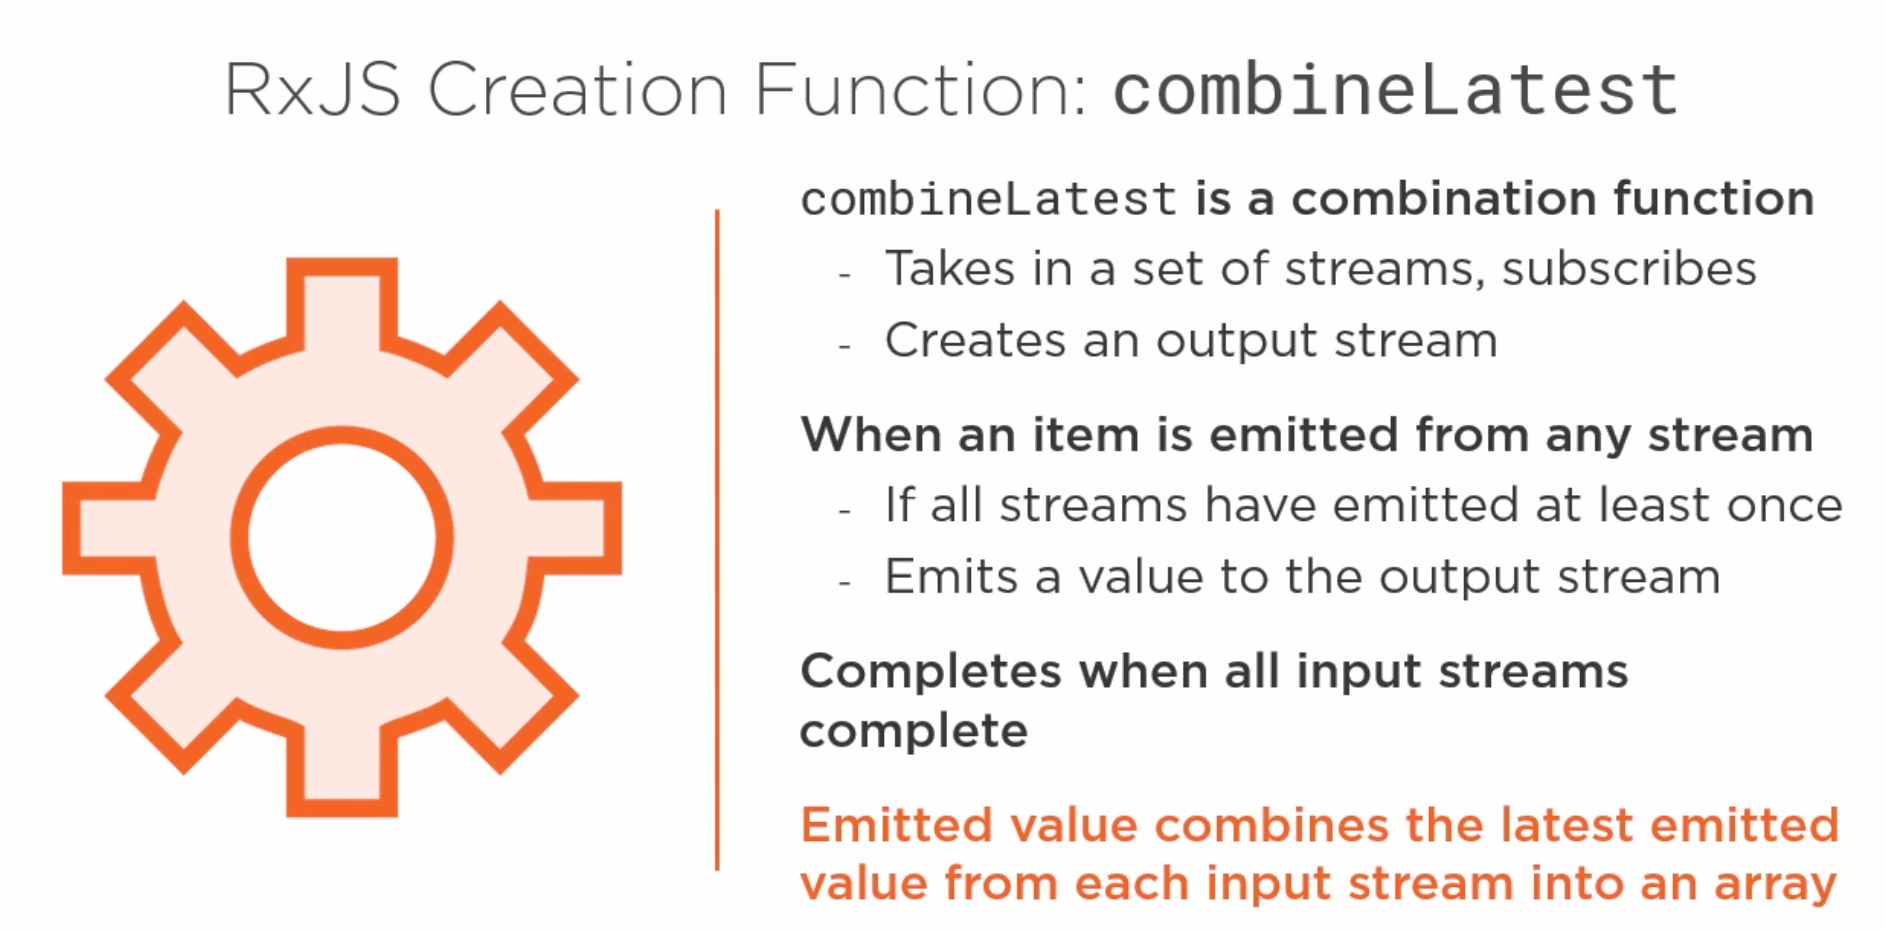 RxJS Creation Function: combineLatest
combineLatest is a combination function
- Takes in a set of streams, subscribes
- Creates an output stream
When an item is emitted from any stream
- If all streams have emitted at least once
- Emits a value to the output stream
Completes when all input streams
complete
Emitted value combines the latest emitted
value from each input stream into an array